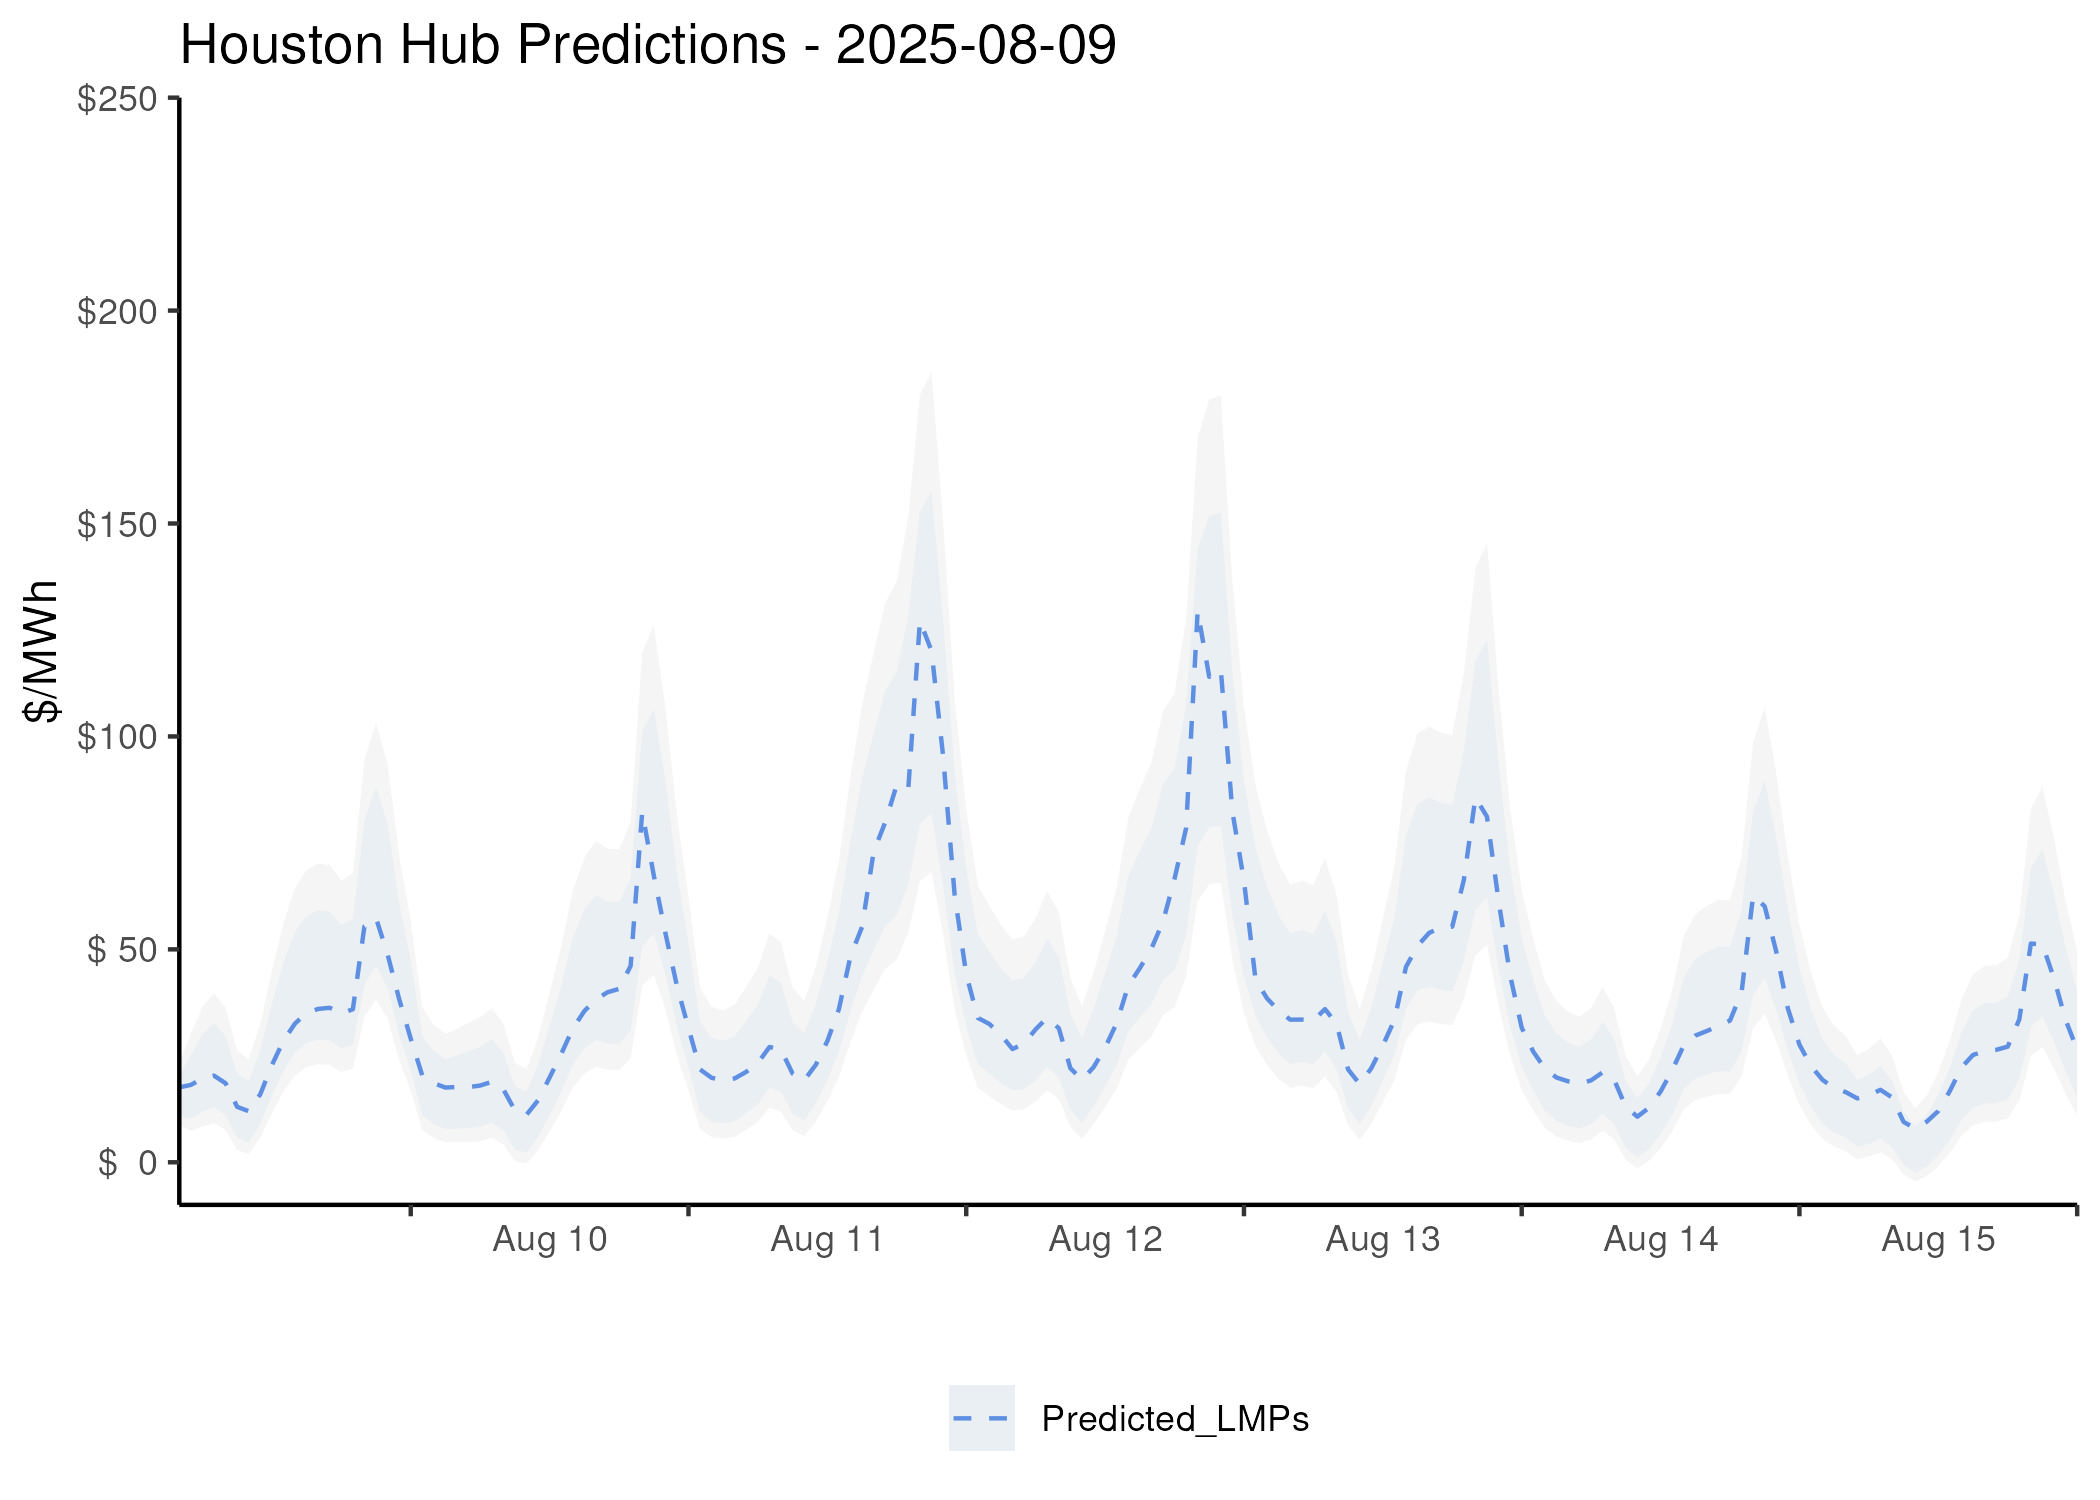 Houston Hub Predictions - 2025-08-09
$250
$200
$150
$100
$ 50
$  0
$/MWh
Aug 10
Aug 11
Aug 12
Aug 13
Aug 14
Aug 15
Predicted_LMPs